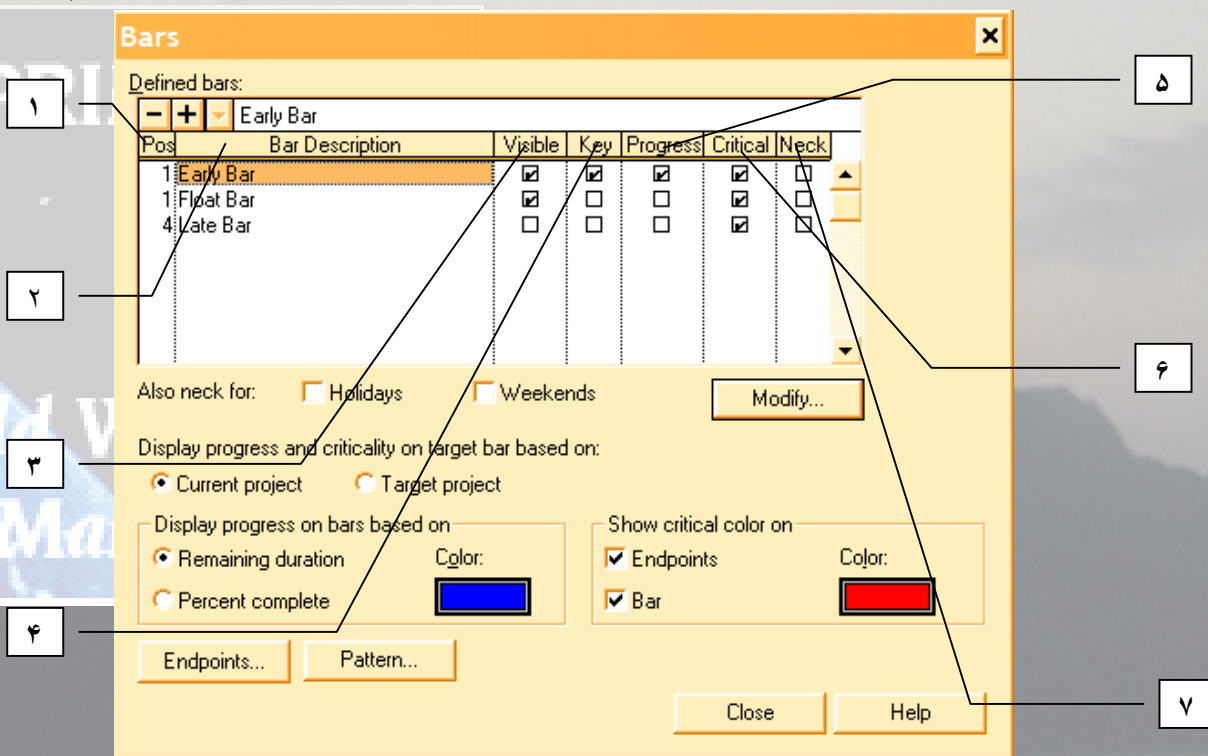 Bars
Defined bars:
Early Bar
Pos Bar Description Visible Key Progress Critical Neck
1 Early Bar
1 Float Bar
4 Late Bar
Also neck for: Holidays Weekends Modify...
Display progress and criticality on target bar based on:
Current project Target project
Display progress on bars based on
Remaining duration Color:
Percent complete
Show critical color on
Endpoints Color:
Bar
Endpoints... Pattern...
Close Help
۱
۲
۳
۴
۵
۶
۷